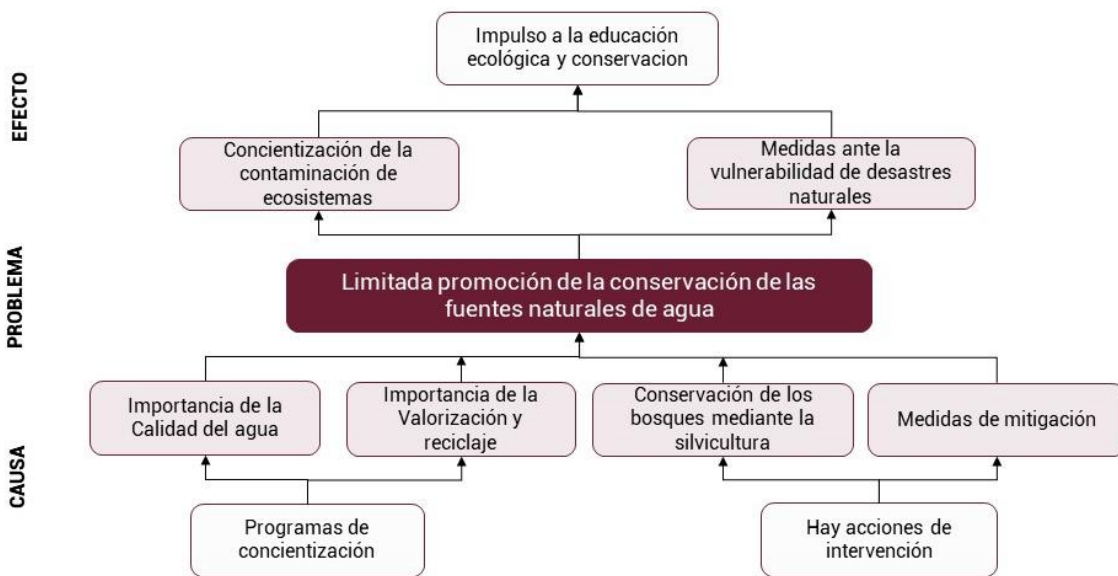 Impulso a la educación
ecológica y conservacion
EFECTO
Concientización de la
contaminación de
ecosistemas
Medidas ante la
vulnerabilidad de desastres
naturales
PROBLEMA
Limitada promoción de la conservación de las
fuentes naturales de agua
CAUSA
Importancia de la
Calidad del agua
Importancia de la
Valorización y
reciclaje
Conservación de los
bosques mediante la
silvicultura
Medidas de mitigación
Programas de
concientización
Hay acciones de
intervención